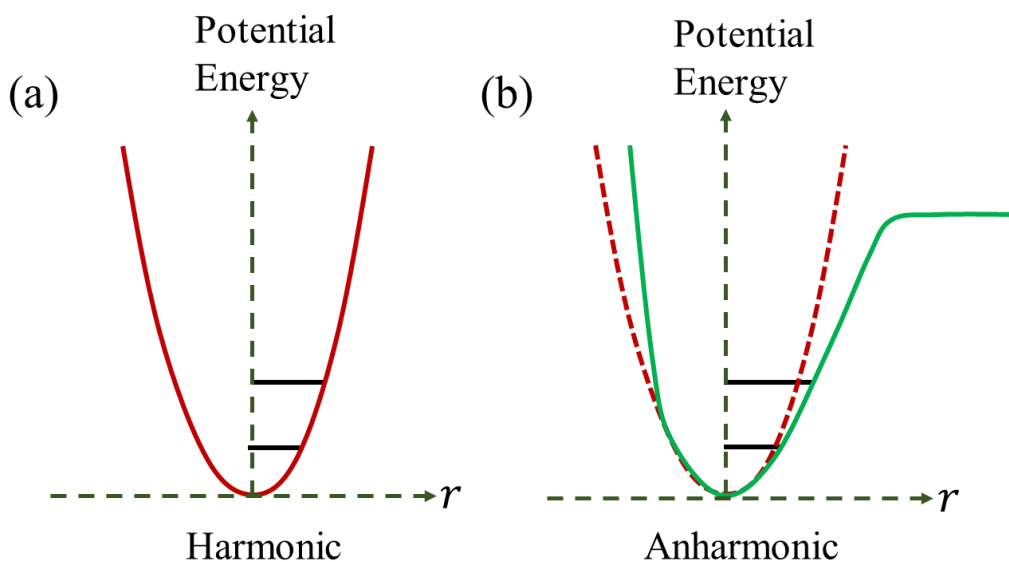 (a)
Potential
Energy
r
Harmonic
(b)
Potential
Energy
r
Anharmonic